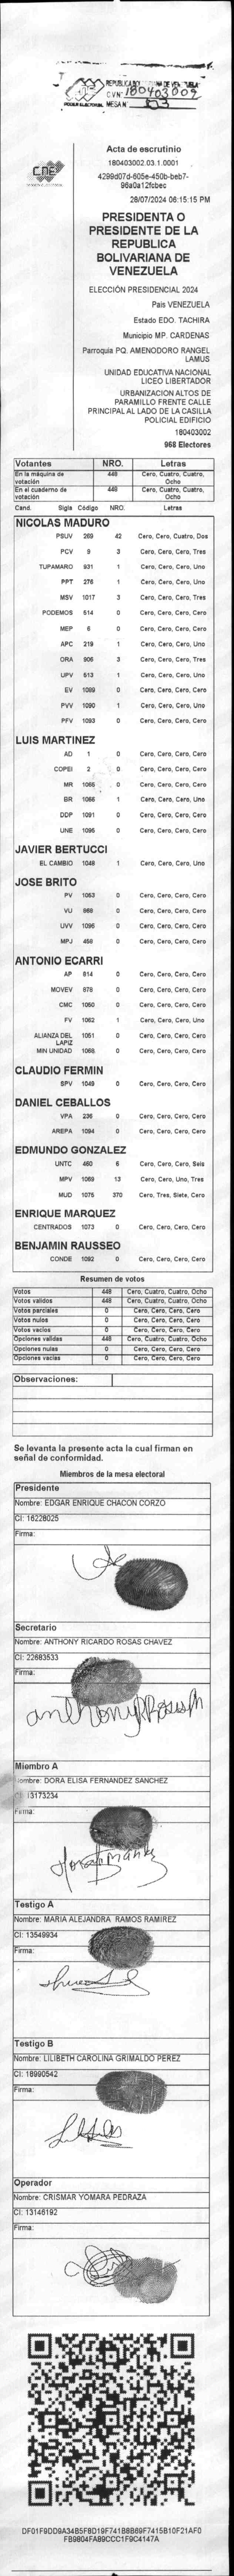 C.V.N° 180403009
PODER ELECTORAL MESA N° 03
CNE
Acta de escrutinio
180403002.03.1.0001
4299d07d-605e-450b-beb7-
96a0a12fcbec
28/07/2024 06:15:15 PM
PRESIDENTA O
PRESIDENTE DE LA
REPUBLICA
BOLIVARIANA DE
VENEZUELA
ELECCIÓN PRESIDENCIAL 2024
Pais VENEZUELA
Estado EDO. TACHIRA
Municipio MP. CARDENAS
Parroquia PQ. AMENODORO RANGEL
LAMUS
UNIDAD EDUCATIVA NACIONAL
LICEO LIBERTADOR
URBANIZACION ALTOS DE
PARAMILLO FRENTE CALLE
PRINCIPAL AL LADO DE LA CASILLA
POLICIAL EDIFICIO
180403002
968 Electores
Votantes NRO. Letras
En la máquina de votación 448 Cero, Cuatro, Cuatro, Ocho
En el cuaderno de votación 448 Cero, Cuatro, Cuatro, Ocho
Cand. Sigla Código NRO. Letras
NICOLAS MADURO
PSUV 269 42 Cero, Cero, Cuatro, Dos
PCV 9 3 Cero, Cero, Cero, Tres
TUPAMARO 931 1 Cero, Cero, Cero, Uno
PPT 276 1 Cero, Cero, Cero, Uno
MSV 1017 3 Cero, Cero, Cero, Tres
PODEMOS 514 0 Cero, Cero, Cero, Cero
MEP 6 0 Cero, Cero, Cero, Cero
APC 219 1 Cero, Cero, Cero, Uno
ORA 906 3 Cero, Cero, Cero, Tres
UPV 513 1 Cero, Cero, Cero, Uno
EV 1089 0 Cero, Cero, Cero, Cero
PVV 1090 1 Cero, Cero, Cero, Uno
PFV 1093 0 Cero, Cero, Cero, Cero
LUIS MARTINEZ
AD 1 0 Cero, Cero, Cero, Cero
COPEI 2 0 Cero, Cero, Cero, Cero
MR 1065 0 Cero, Cero, Cero, Cero
BR 1066 1 Cero, Cero, Cero, Uno
DDP 1091 0 Cero, Cero, Cero, Cero
UNE 1095 0 Cero, Cero, Cero, Cero
JAVIER BERTUCCI
EL CAMBIO 1048 1 Cero, Cero, Cero, Uno
JOSE BRITO
PV 1053 0 Cero, Cero, Cero, Cero
VU 868 0 Cero, Cero, Cero, Cero
UVV 1096 0 Cero, Cero, Cero, Cero
MPJ 458 0 Cero, Cero, Cero, Cero
ANTONIO ECARRI
AP 814 0 Cero, Cero, Cero, Cero
MOVEV 878 0 Cero, Cero, Cero, Cero
CMC 1050 0 Cero, Cero, Cero, Cero
FV 1062 1 Cero, Cero, Cero, Uno
ALIANZA DEL LAPIZ 1051 0 Cero, Cero, Cero, Cero
MIN UNIDAD 1068 0 Cero, Cero, Cero, Cero
CLAUDIO FERMIN
SPV 1049 0 Cero, Cero, Cero, Cero
DANIEL CEBALLOS
VPA 236 0 Cero, Cero, Cero, Cero
AREPA 1094 0 Cero, Cero, Cero, Cero
EDMUNDO GONZALEZ
UNTC 460 6 Cero, Cero, Cero, Seis
MPV 1069 13 Cero, Cero, Uno, Tres
MUD 1075 370 Cero, Tres, Siete, Cero
ENRIQUE MARQUEZ
CENTRADOS 1073 0 Cero, Cero, Cero, Cero
BENJAMIN RAUSSEO
CONDE 1092 0 Cero, Cero, Cero, Cero
Resumen de votos
Votos 448 Cero, Cuatro, Cuatro, Ocho
Votos validos 448 Cero, Cuatro, Cuatro, Ocho
Votos parciales 0 Cero, Cero, Cero, Cero
Votos nulos 0 Cero, Cero, Cero, Cero
Votos vacios 0 Cero, Cero, Cero, Cero
Opciones validas 448 Cero, Cuatro, Cuatro, Ocho
Opciones nulas 0 Cero, Cero, Cero, Cero
Opciones vacias 0 Cero, Cero, Cero, Cero
Observaciones:
Se levanta la presente acta la cual firman en
señal de conformidad.
Miembros de la mesa electoral
Presidente
Nombre: EDGAR ENRIQUE CHACON CORZO
CI: 16228025
Firma:
Secretario
Nombre: ANTHONY RICARDO ROSAS CHAVEZ
CI: 22683533
Firma:
Miembro A
Nombre: DORA ELISA FERNANDEZ SANCHEZ
CI: 13173234
Firma:
Testigo A
Nombre: MARIA ALEJANDRA RAMOS RAMIREZ
CI: 13549934
Firma:
Testigo B
Nombre: LILIBETH CAROLINA GRIMALDO PEREZ
CI: 18990542
Firma:
Operador
Nombre: CRISMAR YOMARA PEDRAZA
CI: 13146192
Firma:
DF01F9DD9A34B5F8D19F741B8B69F7415B10F21AF0
FB9804FA89CCC1F9C4147A